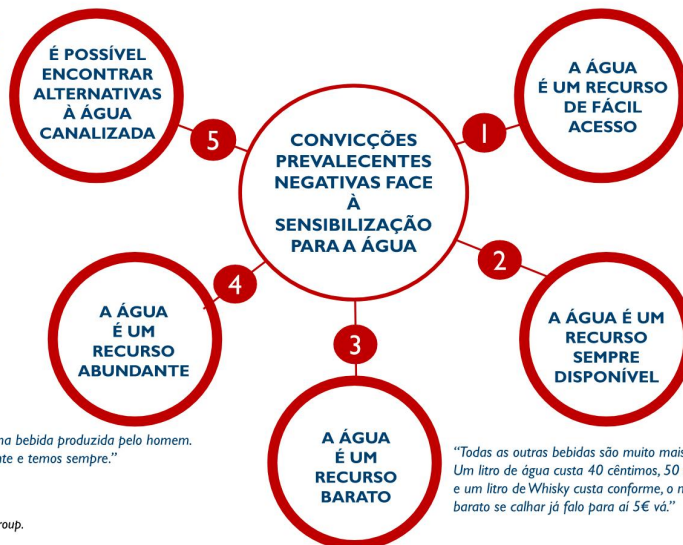 É POSSÍVEL
ENCONTRAR
ALTERNATIVAS
À ÁGUA
CANALIZADA
5
CONVICÇÕES
PREVALECENTES
NEGATIVAS FACE
À
SENSIBILIZAÇÃO
PARA A ÁGUA
1
A ÁGUA
É UM RECURSO
DE FÁCIL
ACESSO
2
A ÁGUA É UM
RECURSO
SEMPRE
DISPONÍVEL
3
A ÁGUA
É UM
RECURSO
BARATO
4
A ÁGUA
É UM
RECURSO
ABUNDANTE
bebida produzida pelo homem.
e temos sempre.”
“Todas as outras bebidas são muito mais
Um litro de água custa 40 cêntimos, 50
e um litro de Whisky custa conforme, o
barato se calhar já falo para aí 5€ vá.”